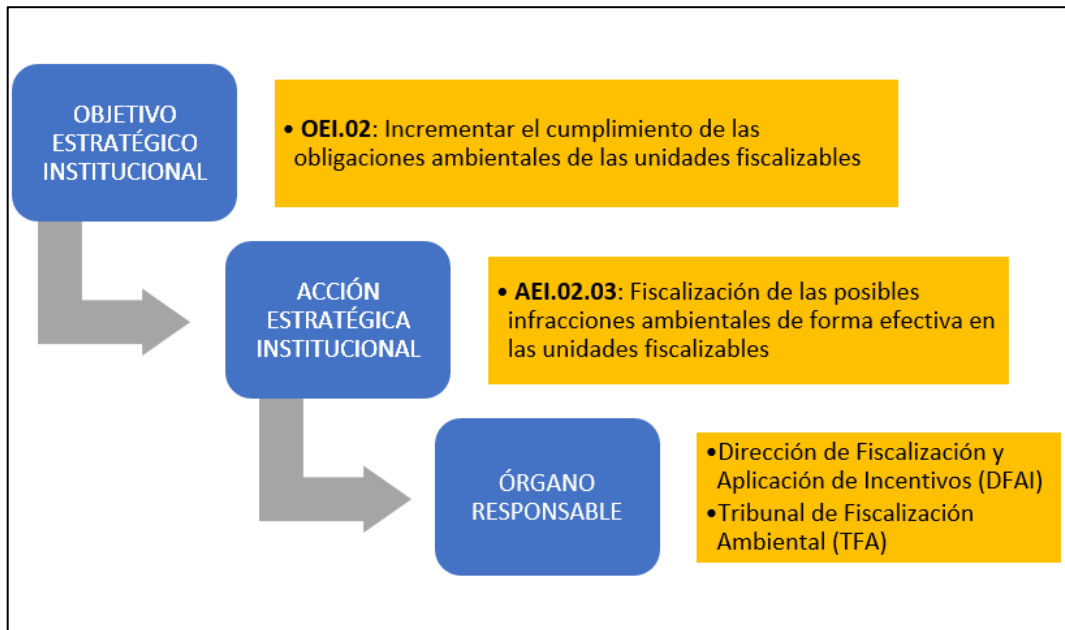 OBJETIVO
ESTRATÉGICO
INSTITUCIONAL
• OEI.02: Incrementar el cumplimiento de las
obligaciones ambientales de las unidades fiscalizables
ACCIÓN
ESTRATÉGICA
INSTITUCIONAL
• AEI.02.03: Fiscalización de las posibles
infracciones ambientales de forma efectiva en
las unidades fiscalizables
ÓRGANO
RESPONSABLE
•Dirección de Fiscalización y
Aplicación de Incentivos (DFAI)
•Tribunal de Fiscalización
Ambiental (TFA)